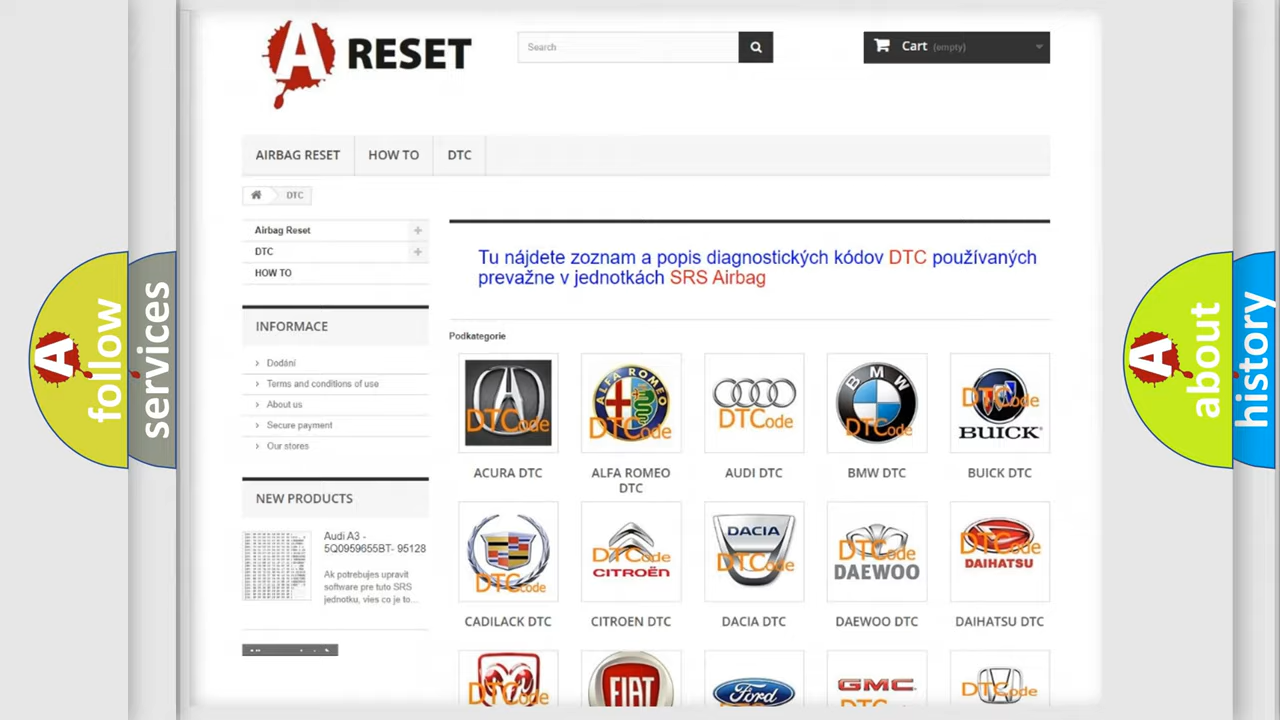 A RESET
Search
Cart (empty)
AIRBAG RESET
HOW TO
DTC
DTC
Airbag Reset
DTC
HOW TO
INFORMACE
Dodání
Terms and conditions of use
About us
Secure payment
Our stores
NEW PRODUCTS
Audi A3 -
5Q0959655BT- 95128
Ak potrebujes upravit
software pre tuto SRS
jednotku, vies co je to...
Tu nájdete zoznam a popis diagnostických kódov DTC používaných
prevažne v jednotkách SRS Airbag
Podkategorie
DTCode
ALFA ROMEO
DTCode
DTCode
BMW
DTCode
DTCode
BUICK
ACURA DTC
ALFA ROMEO
DTC
AUDI DTC
BMW DTC
BUICK DTC
DTCode
DTCode
CITROËN
DACIA
DTCode
DTCode
DAEWOO
DTCode
DAIHATSU
CADILACK DTC
CITROEN DTC
DACIA DTC
DAEWOO DTC
DAIHATSU DTC
DTCode
FIAT
Ford
GMC
DTCode
A follow
services
A about
history